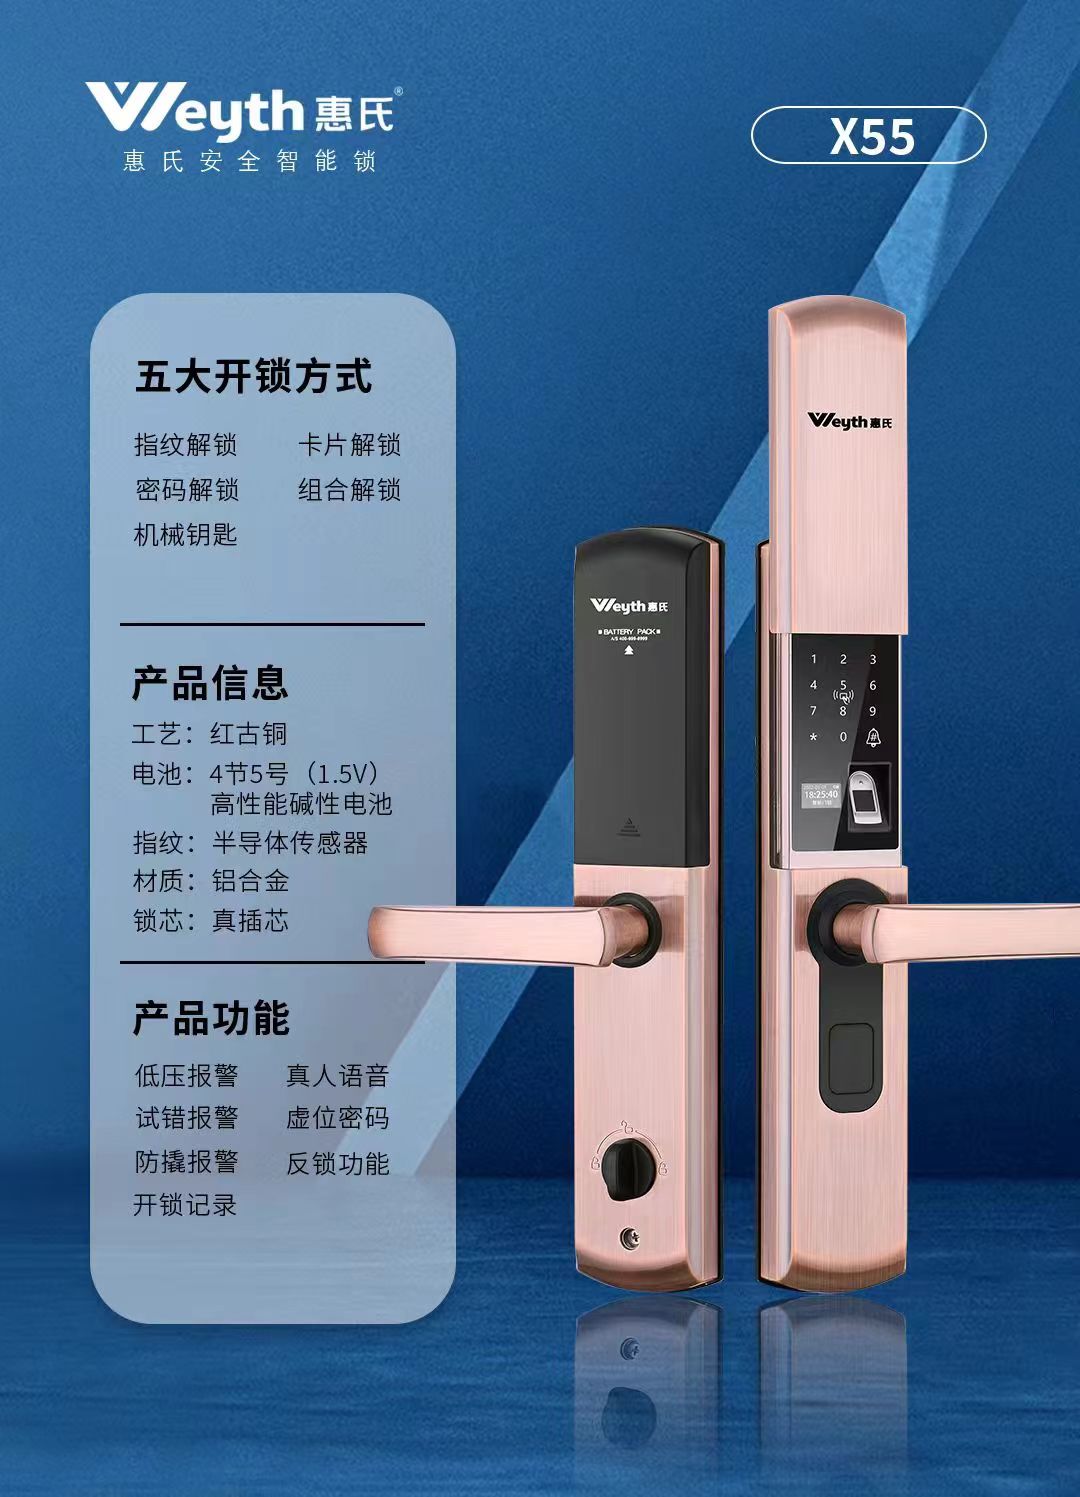 Weyth惠氏®
惠氏安全智能锁
X55
五大开锁方式
指纹解锁 卡片解锁
密码解锁 组合解锁
机械钥匙
产品信息
工艺：红古铜
电池：4节5号（1.5V）
高性能碱性电池
指纹：半导体传感器
材质：铝合金
锁芯：真插芯
产品功能
低压报警 真人语音
试错报警 虚位密码
防撬报警 反锁功能
开锁记录
Weyth惠氏
BATTERY PACK
Weyth惠氏
1 2 3
4 5 6
7 8 9
* 0 #
18:25:40